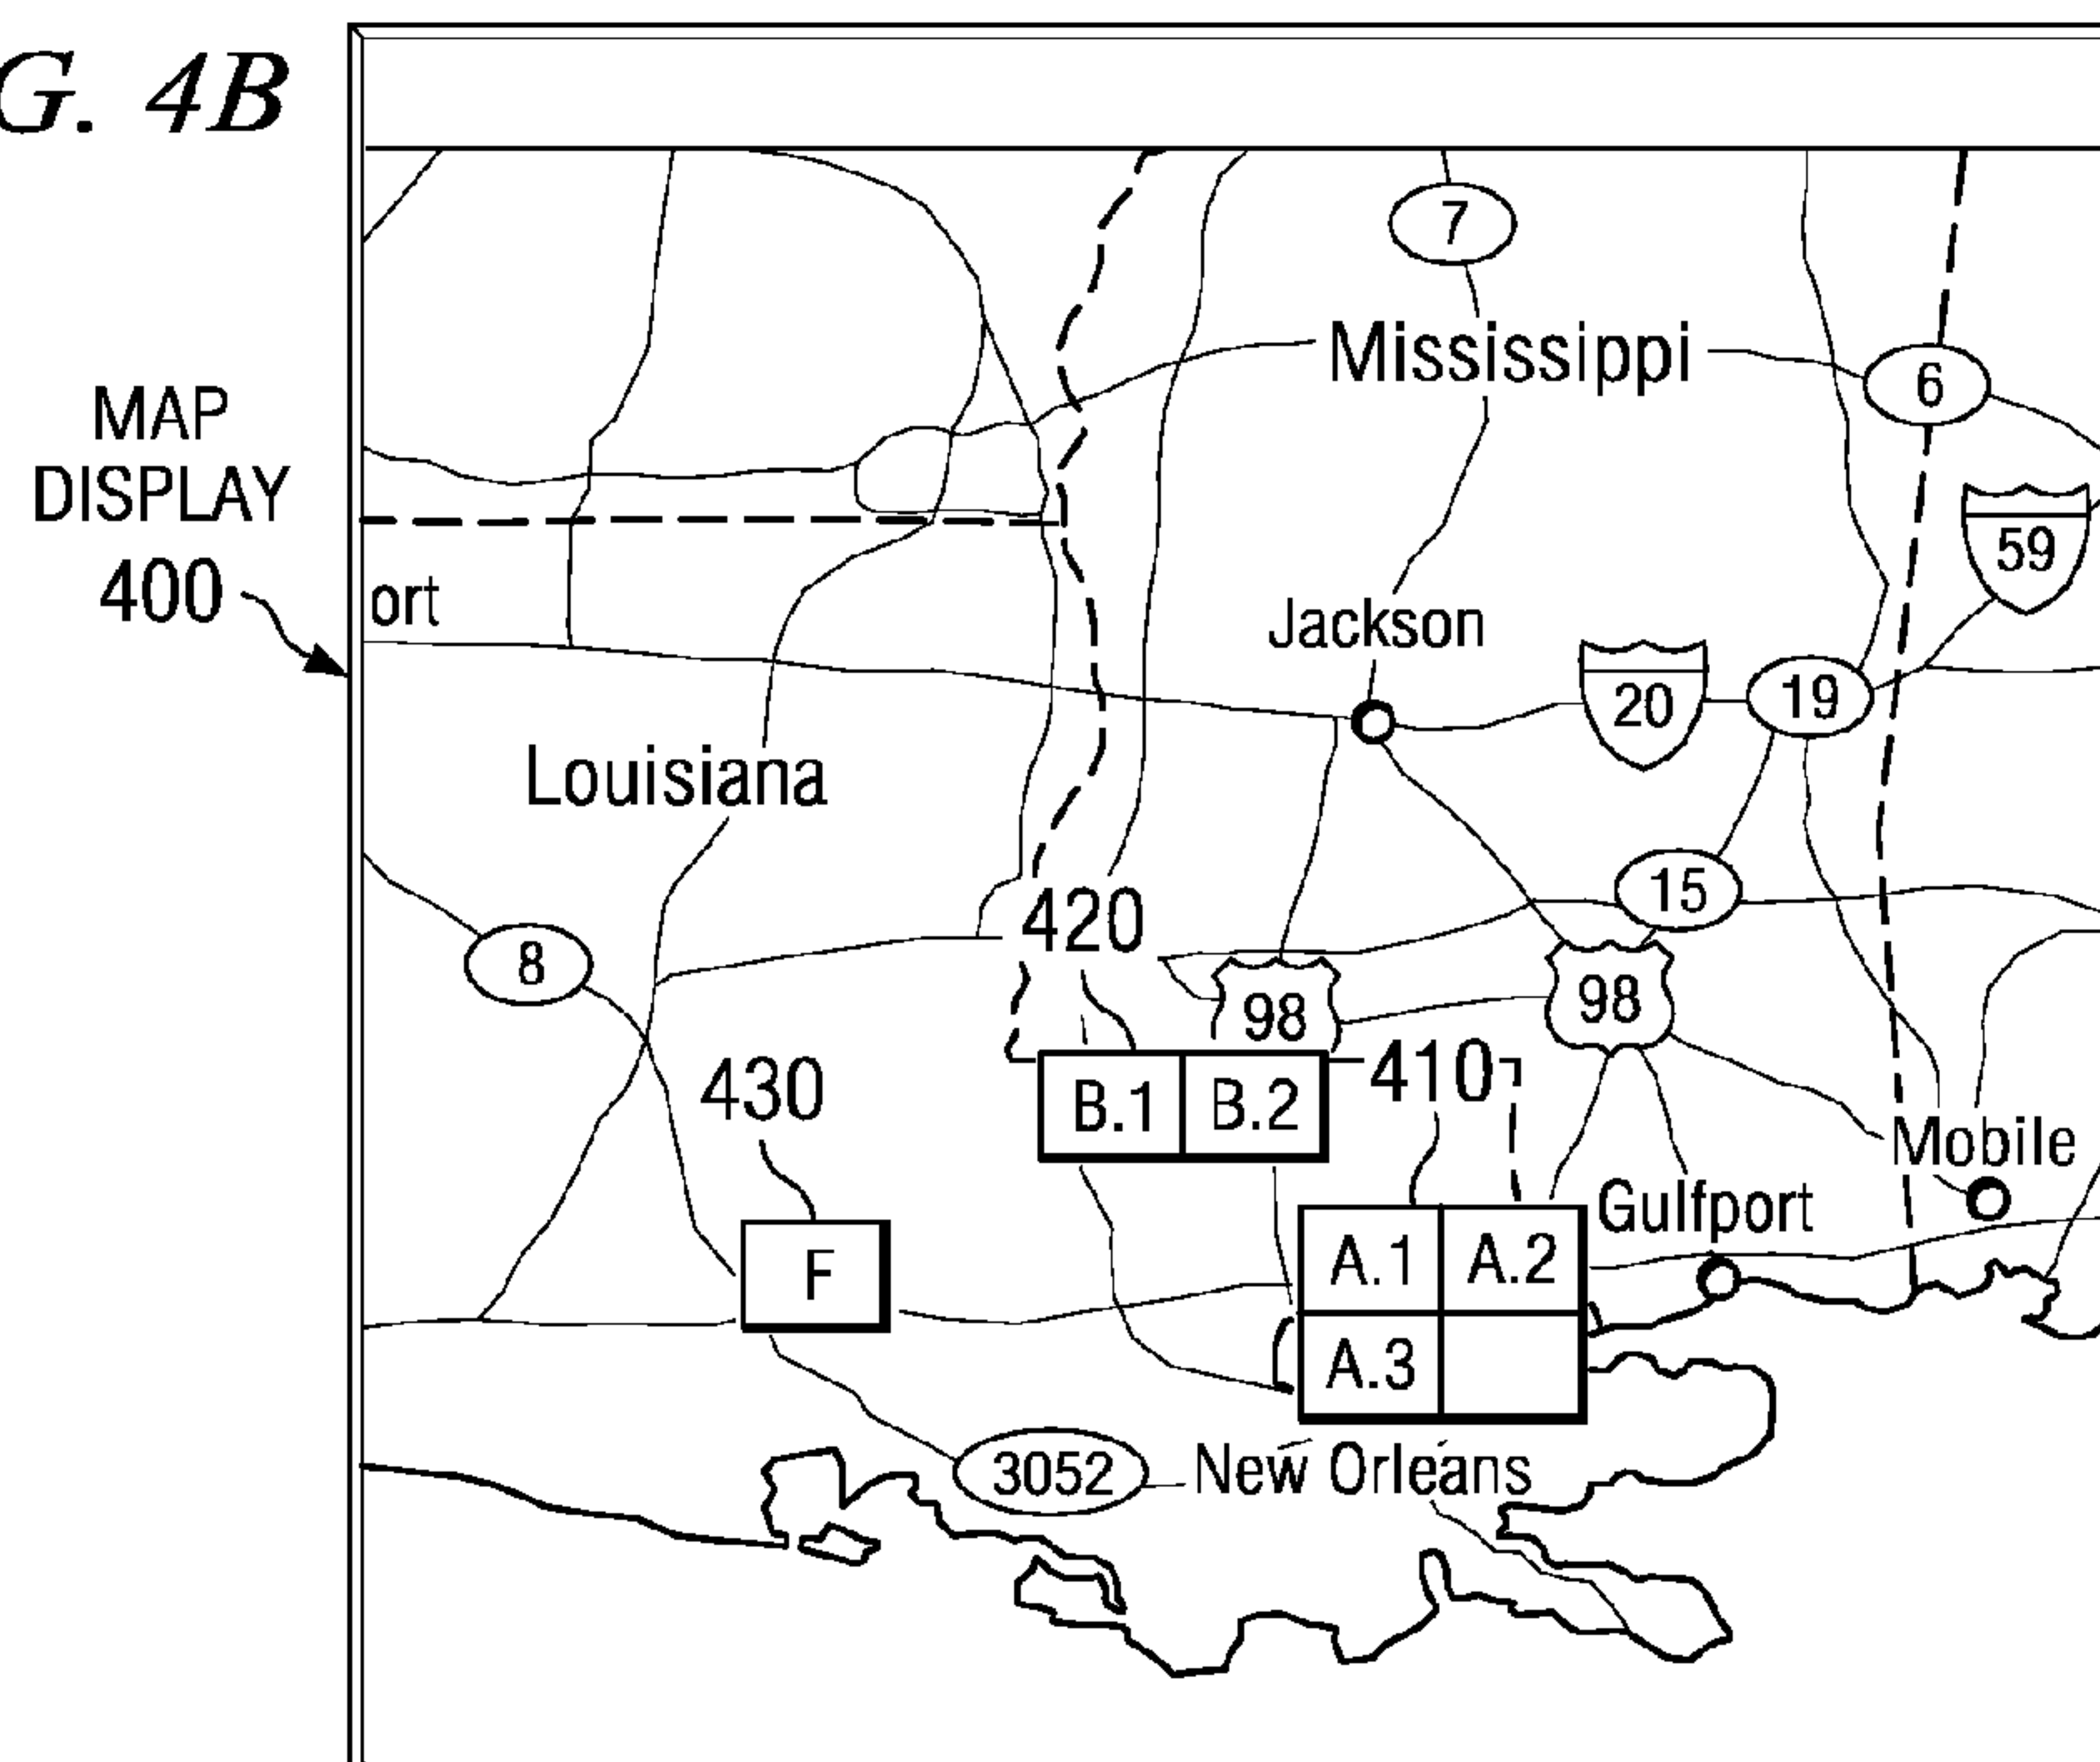 G. 4B
7
Mississippi
6
MAP
DISPLAY
400
59
ort
Jackson
20
19
Louisiana
15
420
8
98
98
430
410
B.1 B.2
Mobile
Gulfport
F
A.1 A.2
A.3
3052
New Orleans